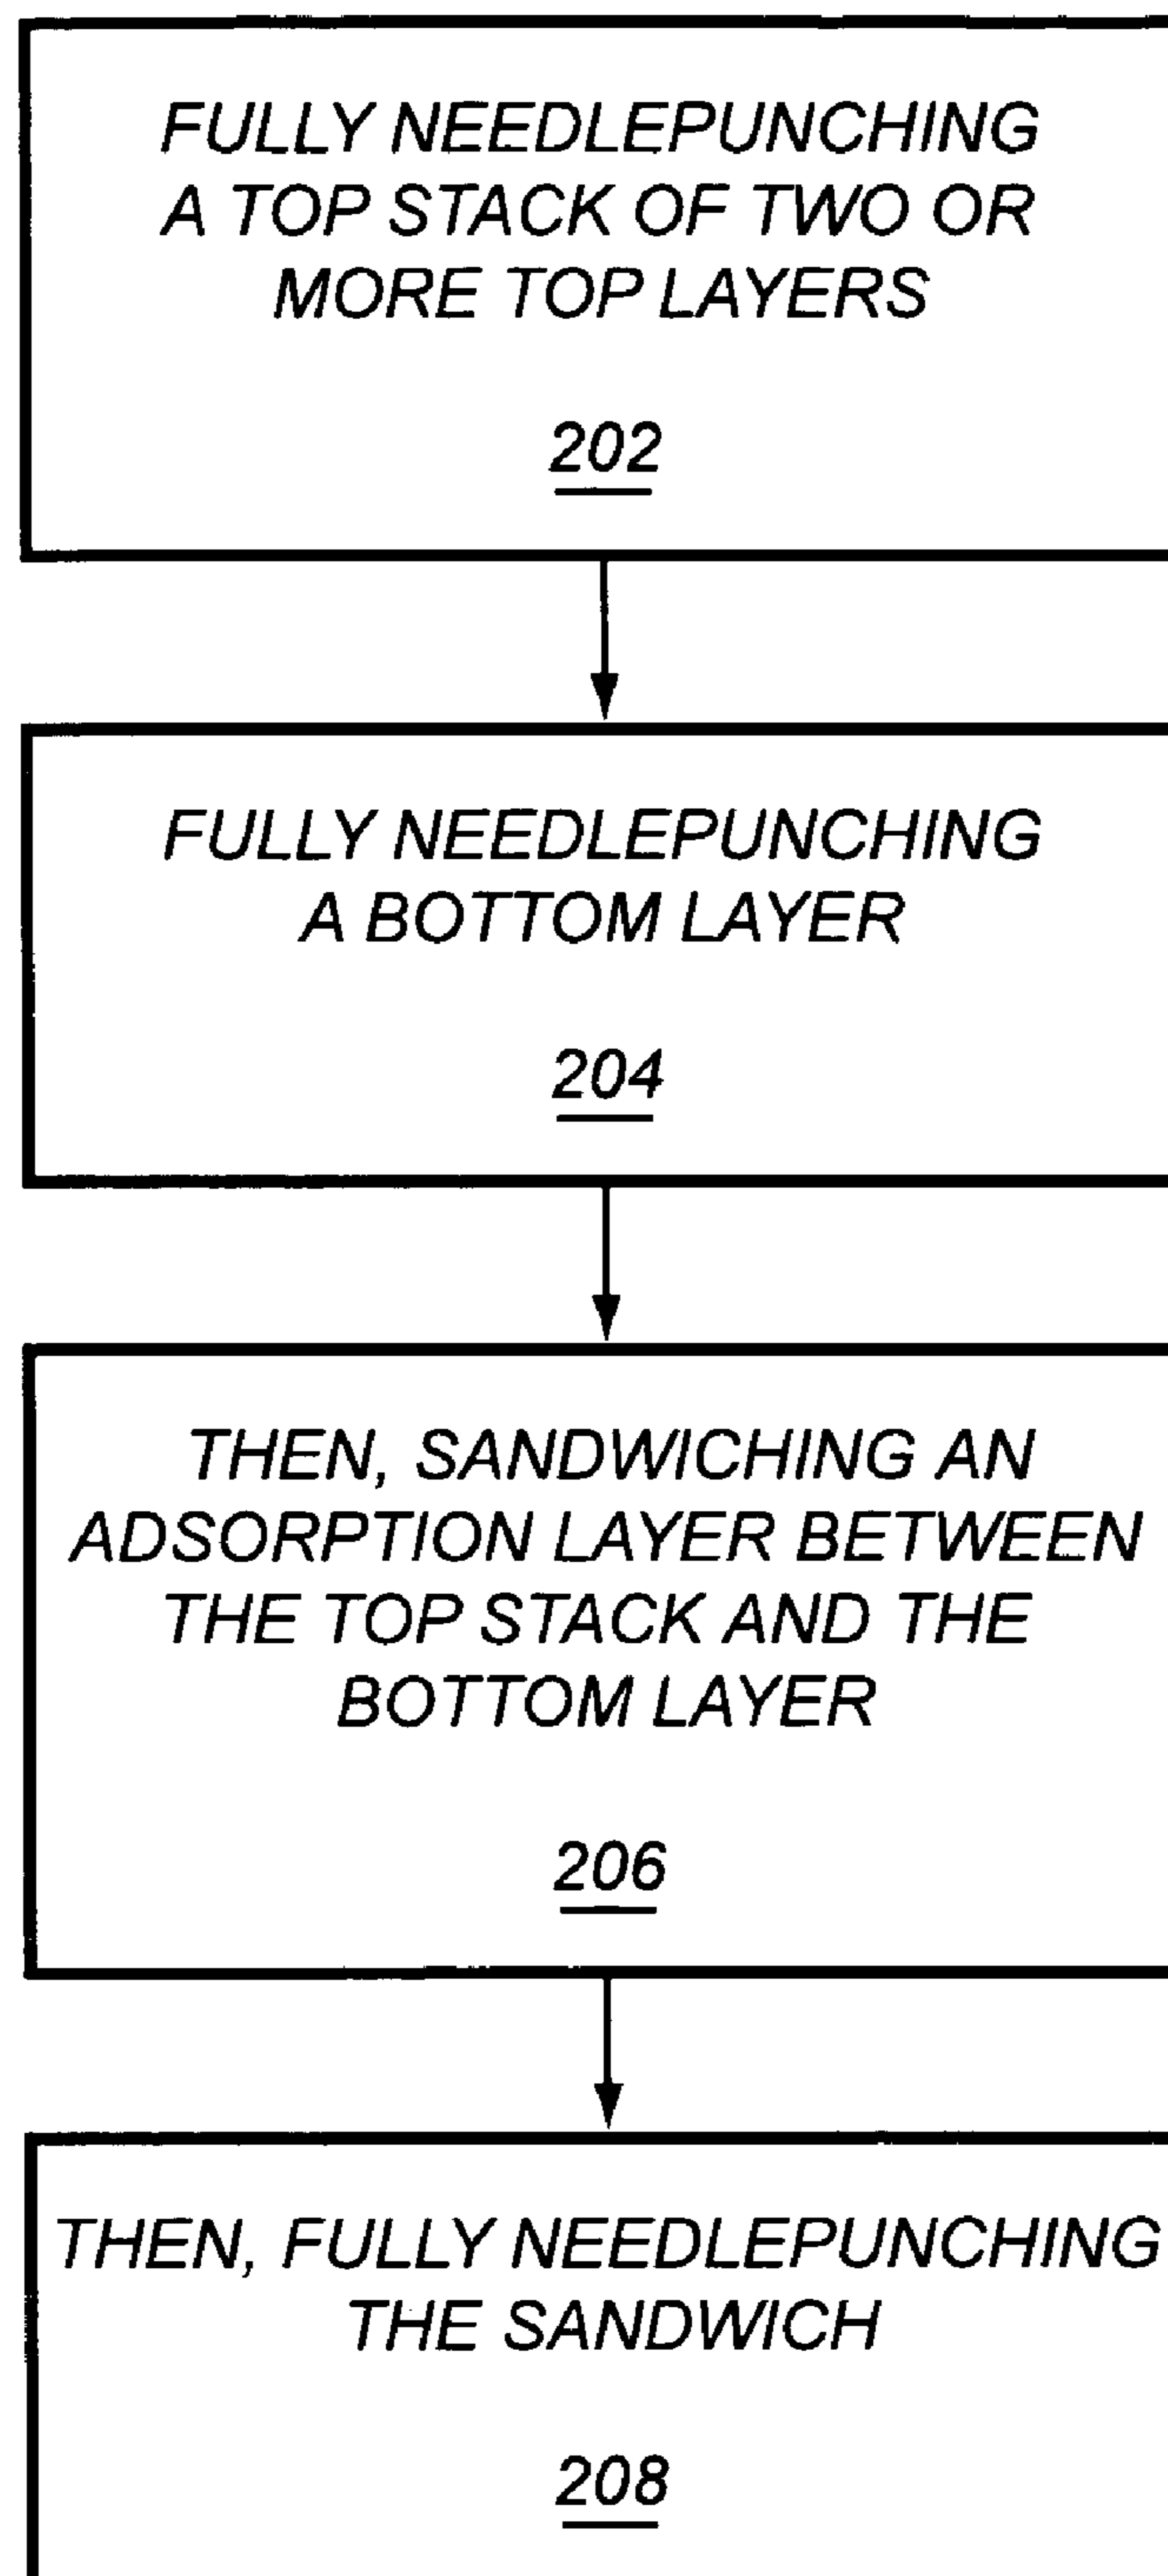 FULLY NEEDLEPUNCHING
A TOP STACK OF TWO OR
MORE TOP LAYERS
202
FULLY NEEDLEPUNCHING
A BOTTOM LAYER
204
THEN, SANDWICHING AN
ADSORPTION LAYER BETWEEN
THE TOP STACK AND THE
BOTTOM LAYER
206
THEN, FULLY NEEDLEPUNCHING
THE SANDWICH
208